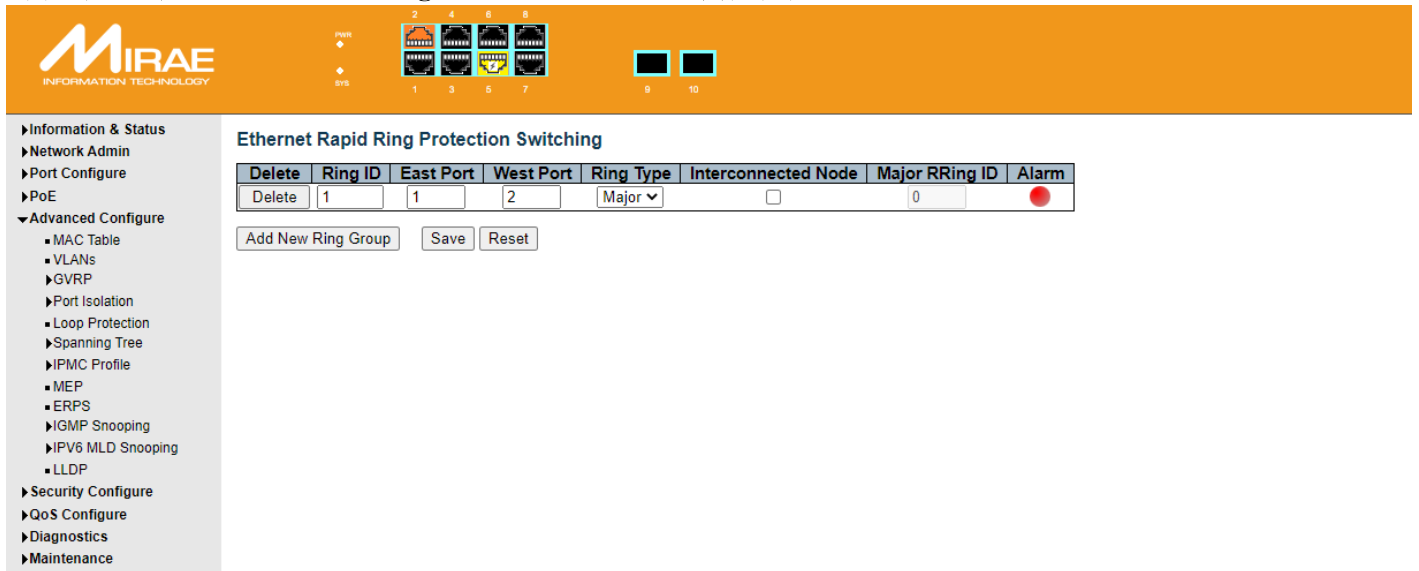 2 4 6 8
MIRAE
INFORMATION TECHNOLOGY
PWR
SYS
1 3 5 7 9 10
Information & Status
Network Admin
Port Configure
PoE
Advanced Configure
MAC Table
VLANs
GVRP
Port Isolation
Loop Protection
Spanning Tree
IPMC Profile
MEP
ERPS
IGMP Snooping
IPV6 MLD Snooping
LLDP
Security Configure
QoS Configure
Diagnostics
Maintenance
Ethernet Rapid Ring Protection Switching
Delete Ring ID East Port West Port Ring Type Interconnected Node Major RRing ID Alarm
Delete 1 1 2 Major 0
Add New Ring Group Save Reset